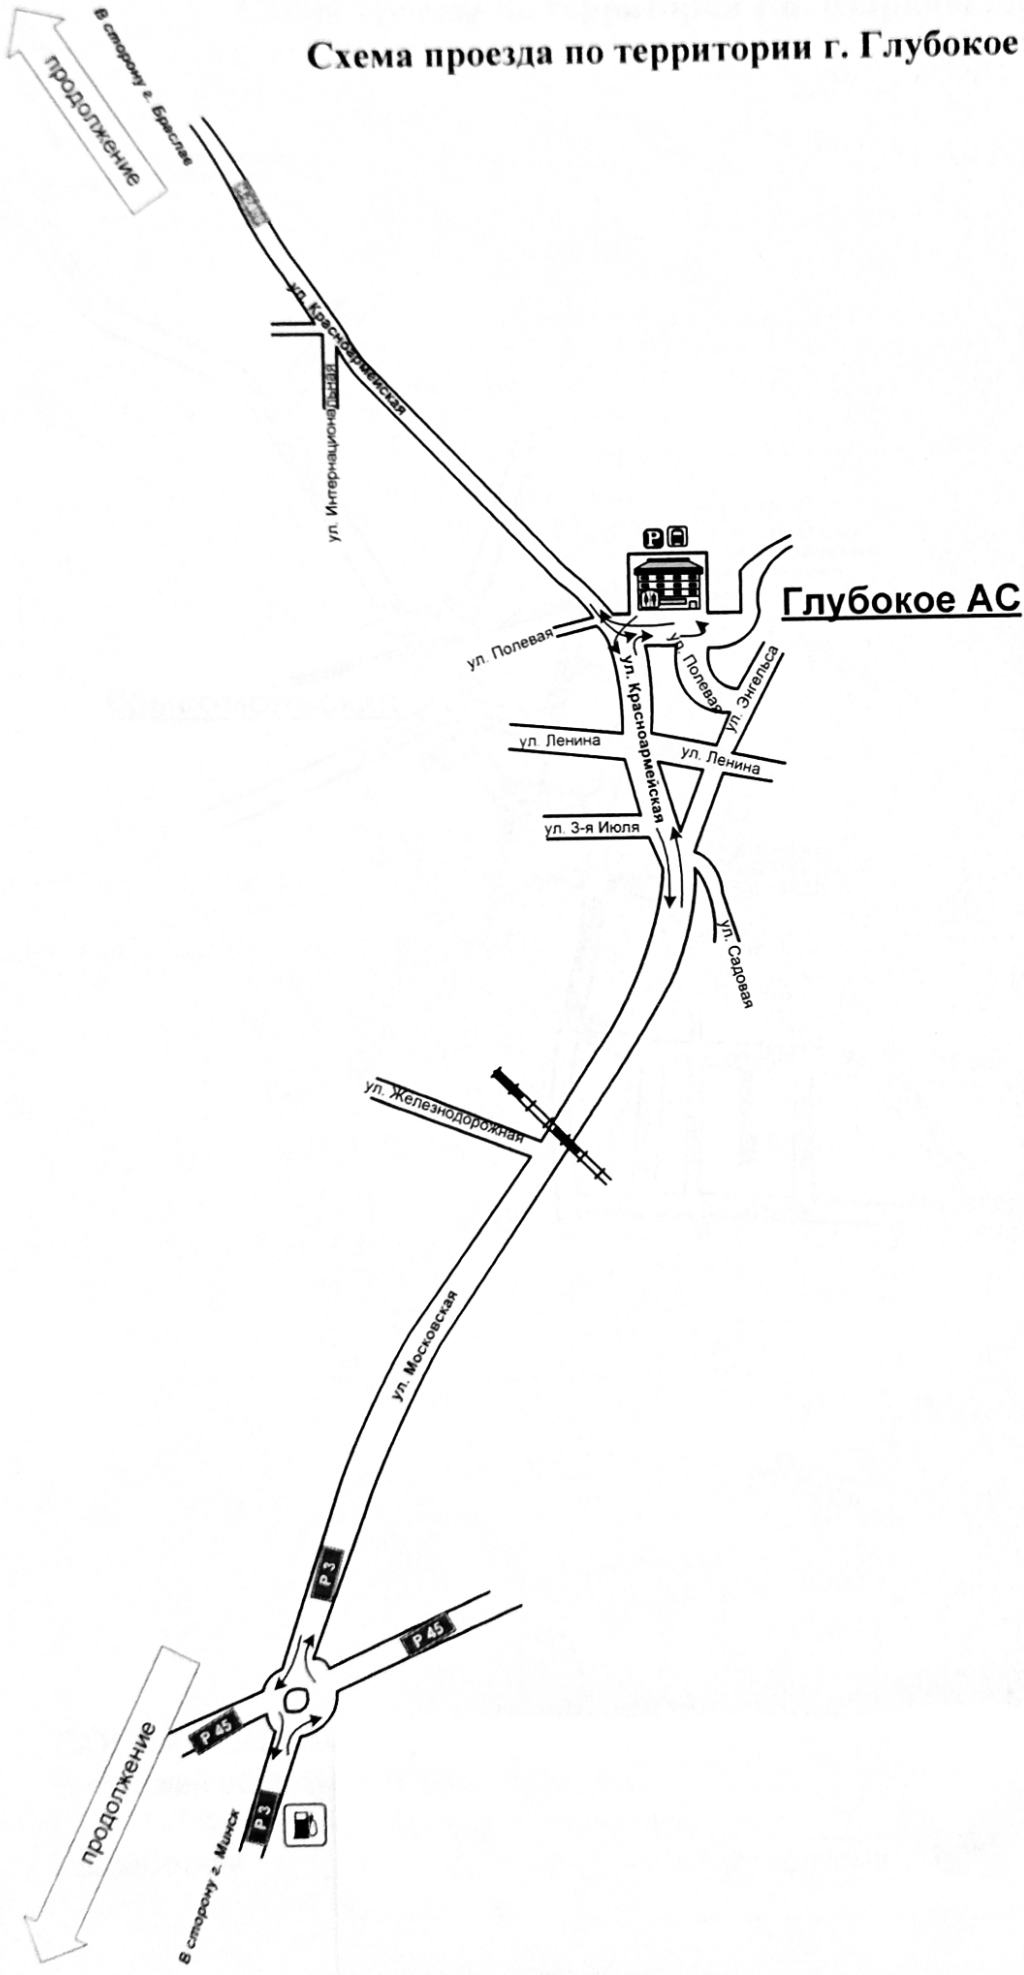 Схема проезда по территории г. Глубокое
В сторону г. Браслав
продолжение
ул. Красноармейская
ул. Интернациональная
P
Глубокое АС
ул. Полевая
ул. Полевая
ул. Энгельса
ул. Красноармейская
ул. Ленина
ул. Ленина
ул. 3-я Июля
ул. Садовая
ул. Железнодорожная
ул. Московская
Р 3
Р 45
Р 45
продолжение
Р 3
В сторону г. Минск